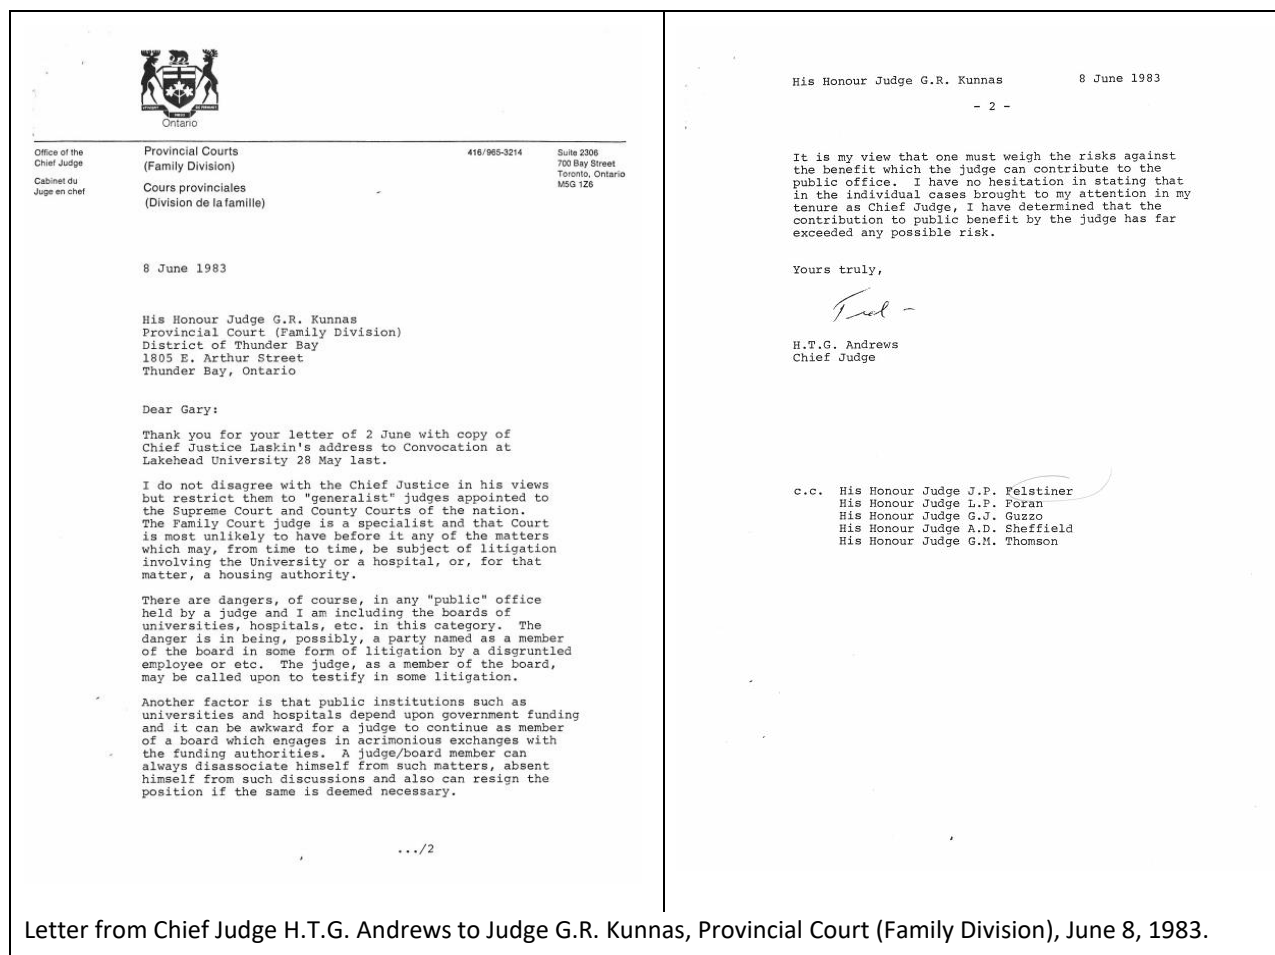 Ontario
Office of the
Chief Judge
Cabinet du
Juge en chef
Provincial Courts
(Family Division)
Cours provinciales
(Division de la famille)
416/965-3214
Suite 2306
700 Bay Street
Toronto, Ontario
M5G 1Z6
8 June 1983
His Honour Judge G.R. Kunnas
Provincial Court (Family Division)
District of Thunder Bay
1805 E. Arthur Street
Thunder Bay, Ontario
Dear Gary:
Thank you for your letter of 2 June with copy of
Chief Justice Laskin's address to Convocation at
Lakehead University 28 May last.
I do not disagree with the Chief Justice in his views
but restrict them to "generalist" judges appointed to
the Supreme Court and County Courts of the nation.
The Family Court judge is a specialist and that Court
is most unlikely to have before it any of the matters
which may, from time to time, be subject of litigation
involving the University or a hospital, or, for that
matter, a housing authority.
There are dangers, of course, in any "public" office
held by a judge and I am including the boards of
universities, hospitals, etc. in this category. The
danger is in being, possibly, a party named as a member
of the board in some form of litigation by a disgruntled
employee or etc. The judge, as a member of the board,
may be called upon to testify in some litigation.
Another factor is that public institutions such as
universities and hospitals depend upon government funding
and it can be awkward for a judge to continue as member
of a board which engages in acrimonious exchanges with
the funding authorities. A judge/board member can
always disassociate himself from such matters, absent
himself from such discussions and also can resign the
position if the same is deemed necessary.
.../2
His Honour Judge G.R. Kunnas 8 June 1983
- 2 -
It is my view that one must weigh the risks against
the benefit which the judge can contribute to the
public office. I have no hesitation in stating that
in the individual cases brought to my attention in my
tenure as Chief Judge, I have determined that the
contribution to public benefit by the judge has far
exceeded any possible risk.
Yours truly,
H.T.G. Andrews
Chief Judge
c.c. His Honour Judge J.P. Felstiner
His Honour Judge L.P. Foran
His Honour Judge G.J. Guzzo
His Honour Judge A.D. Sheffield
His Honour Judge G.M. Thomson
Letter from Chief Judge H.T.G. Andrews to Judge G.R. Kunnas, Provincial Court (Family Division), June 8, 1983.